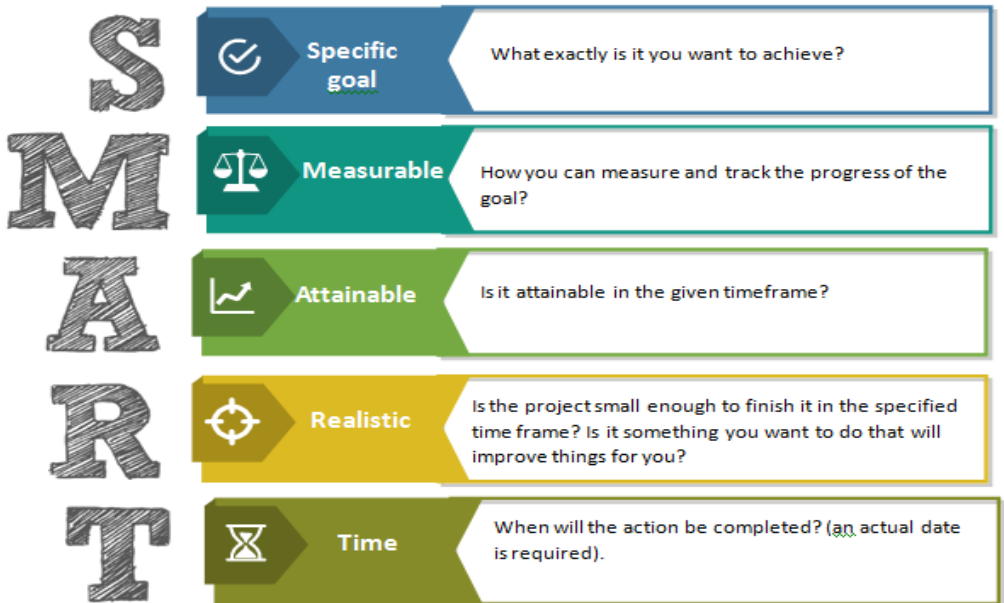 S
Specific
goal
What exactly is it you want to achieve?
M
Measurable
How you can measure and track the progress of the
goal?
A
Attainable
Is it attainable in the given timeframe?
R
Realistic
Is the project small enough to finish it in the specified
time frame? Is it something you want to do that will
improve things for you?
T
Time
When will the action be completed? (an actual date
is required).